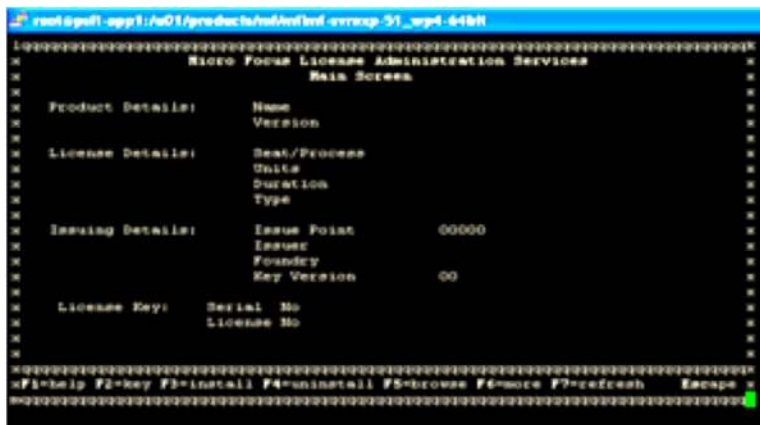 Micro Focus License Administration Services
Main Screen
Product Details: Name
Version
License Details: Seat/Process
Units
Duration
Type
Issuing Details: Issue Point 00000
Issuer
Foundry
Key Version 00
License Key: Serial No
License No
F1=help F2=key F3=install F4=uninstall F5=browse F6=more F7=refresh Escape